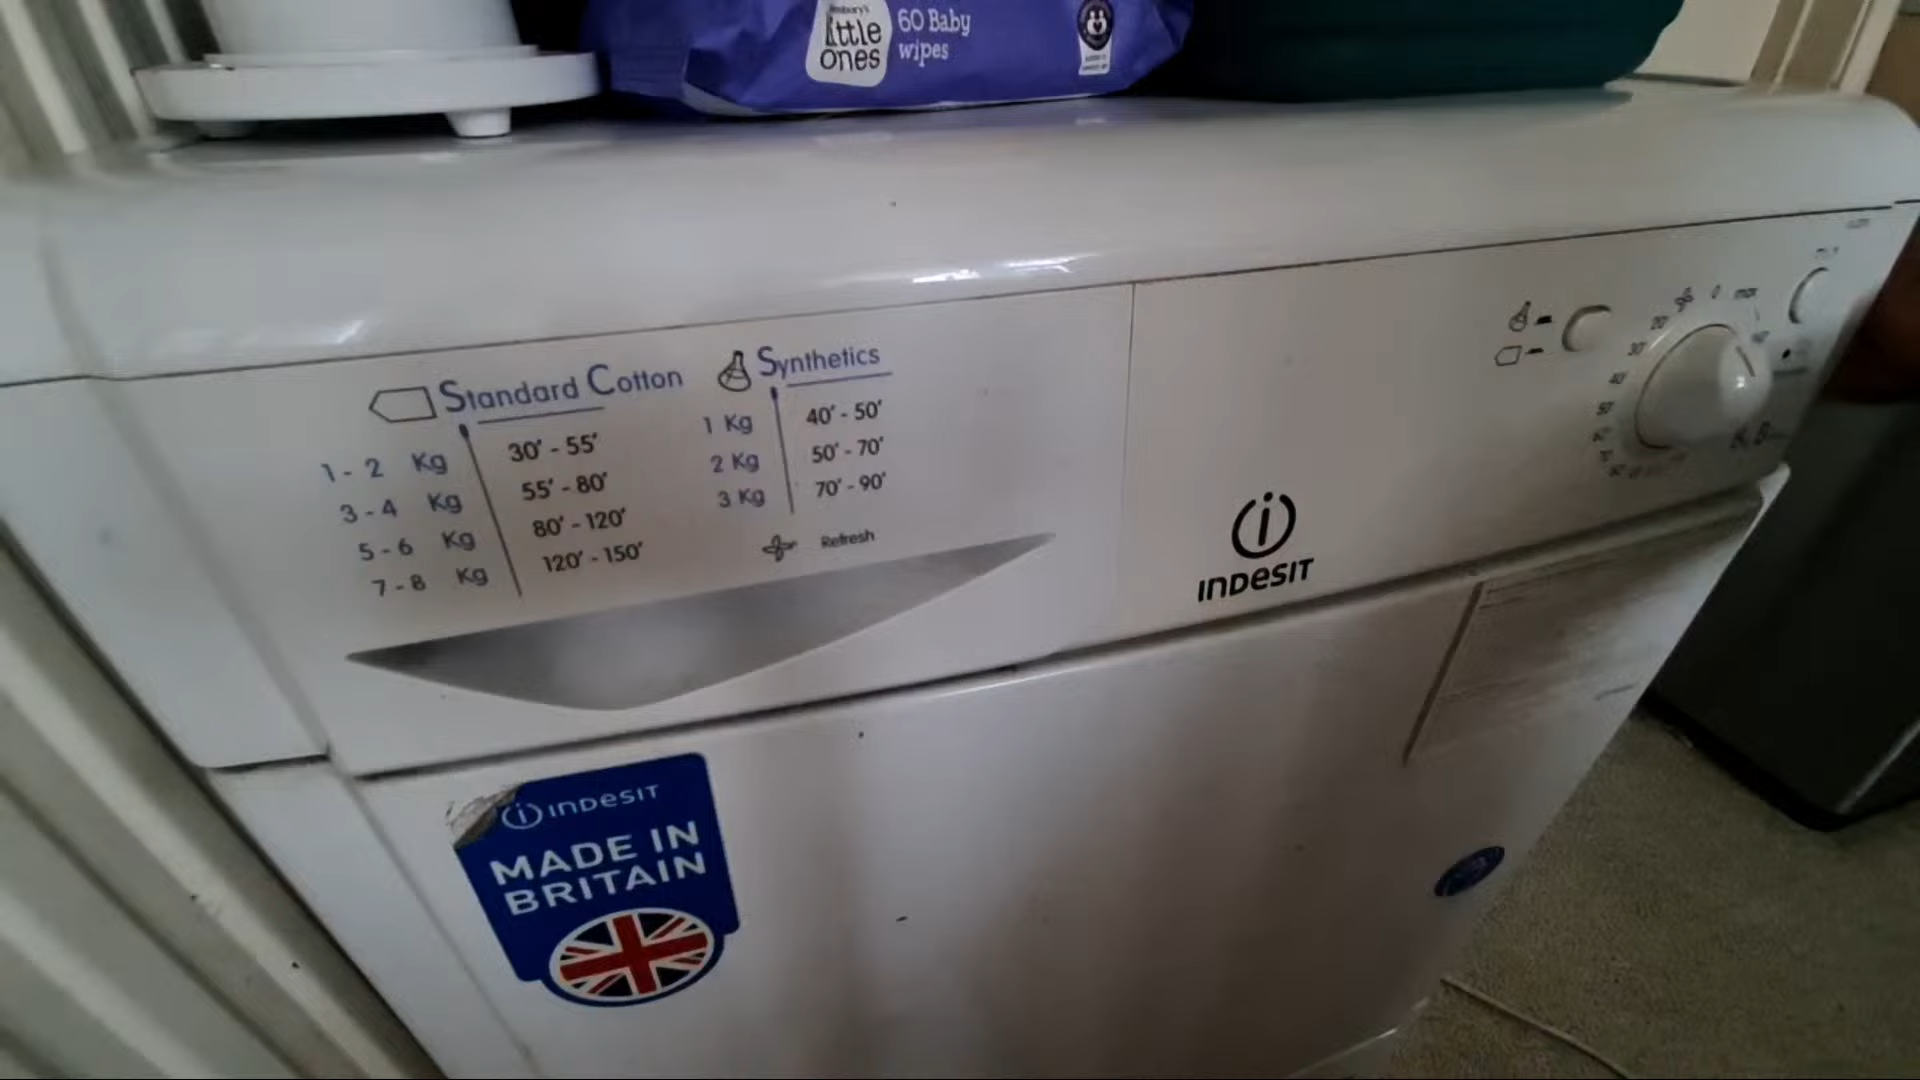 Little
ones
60 Baby
wipes
Standard Cotton
1 - 2 Kg 30' - 55'
3 - 4 Kg 55' - 80'
5 - 6 Kg 80' - 120'
7 - 8 Kg 120' - 150'
Synthetics
1 Kg 40' - 50'
2 Kg 50' - 70'
3 Kg 70' - 90'
Refresh
0
max
20'
30'
40
50'
INDESIT
INDESIT
MADE IN
BRITAIN